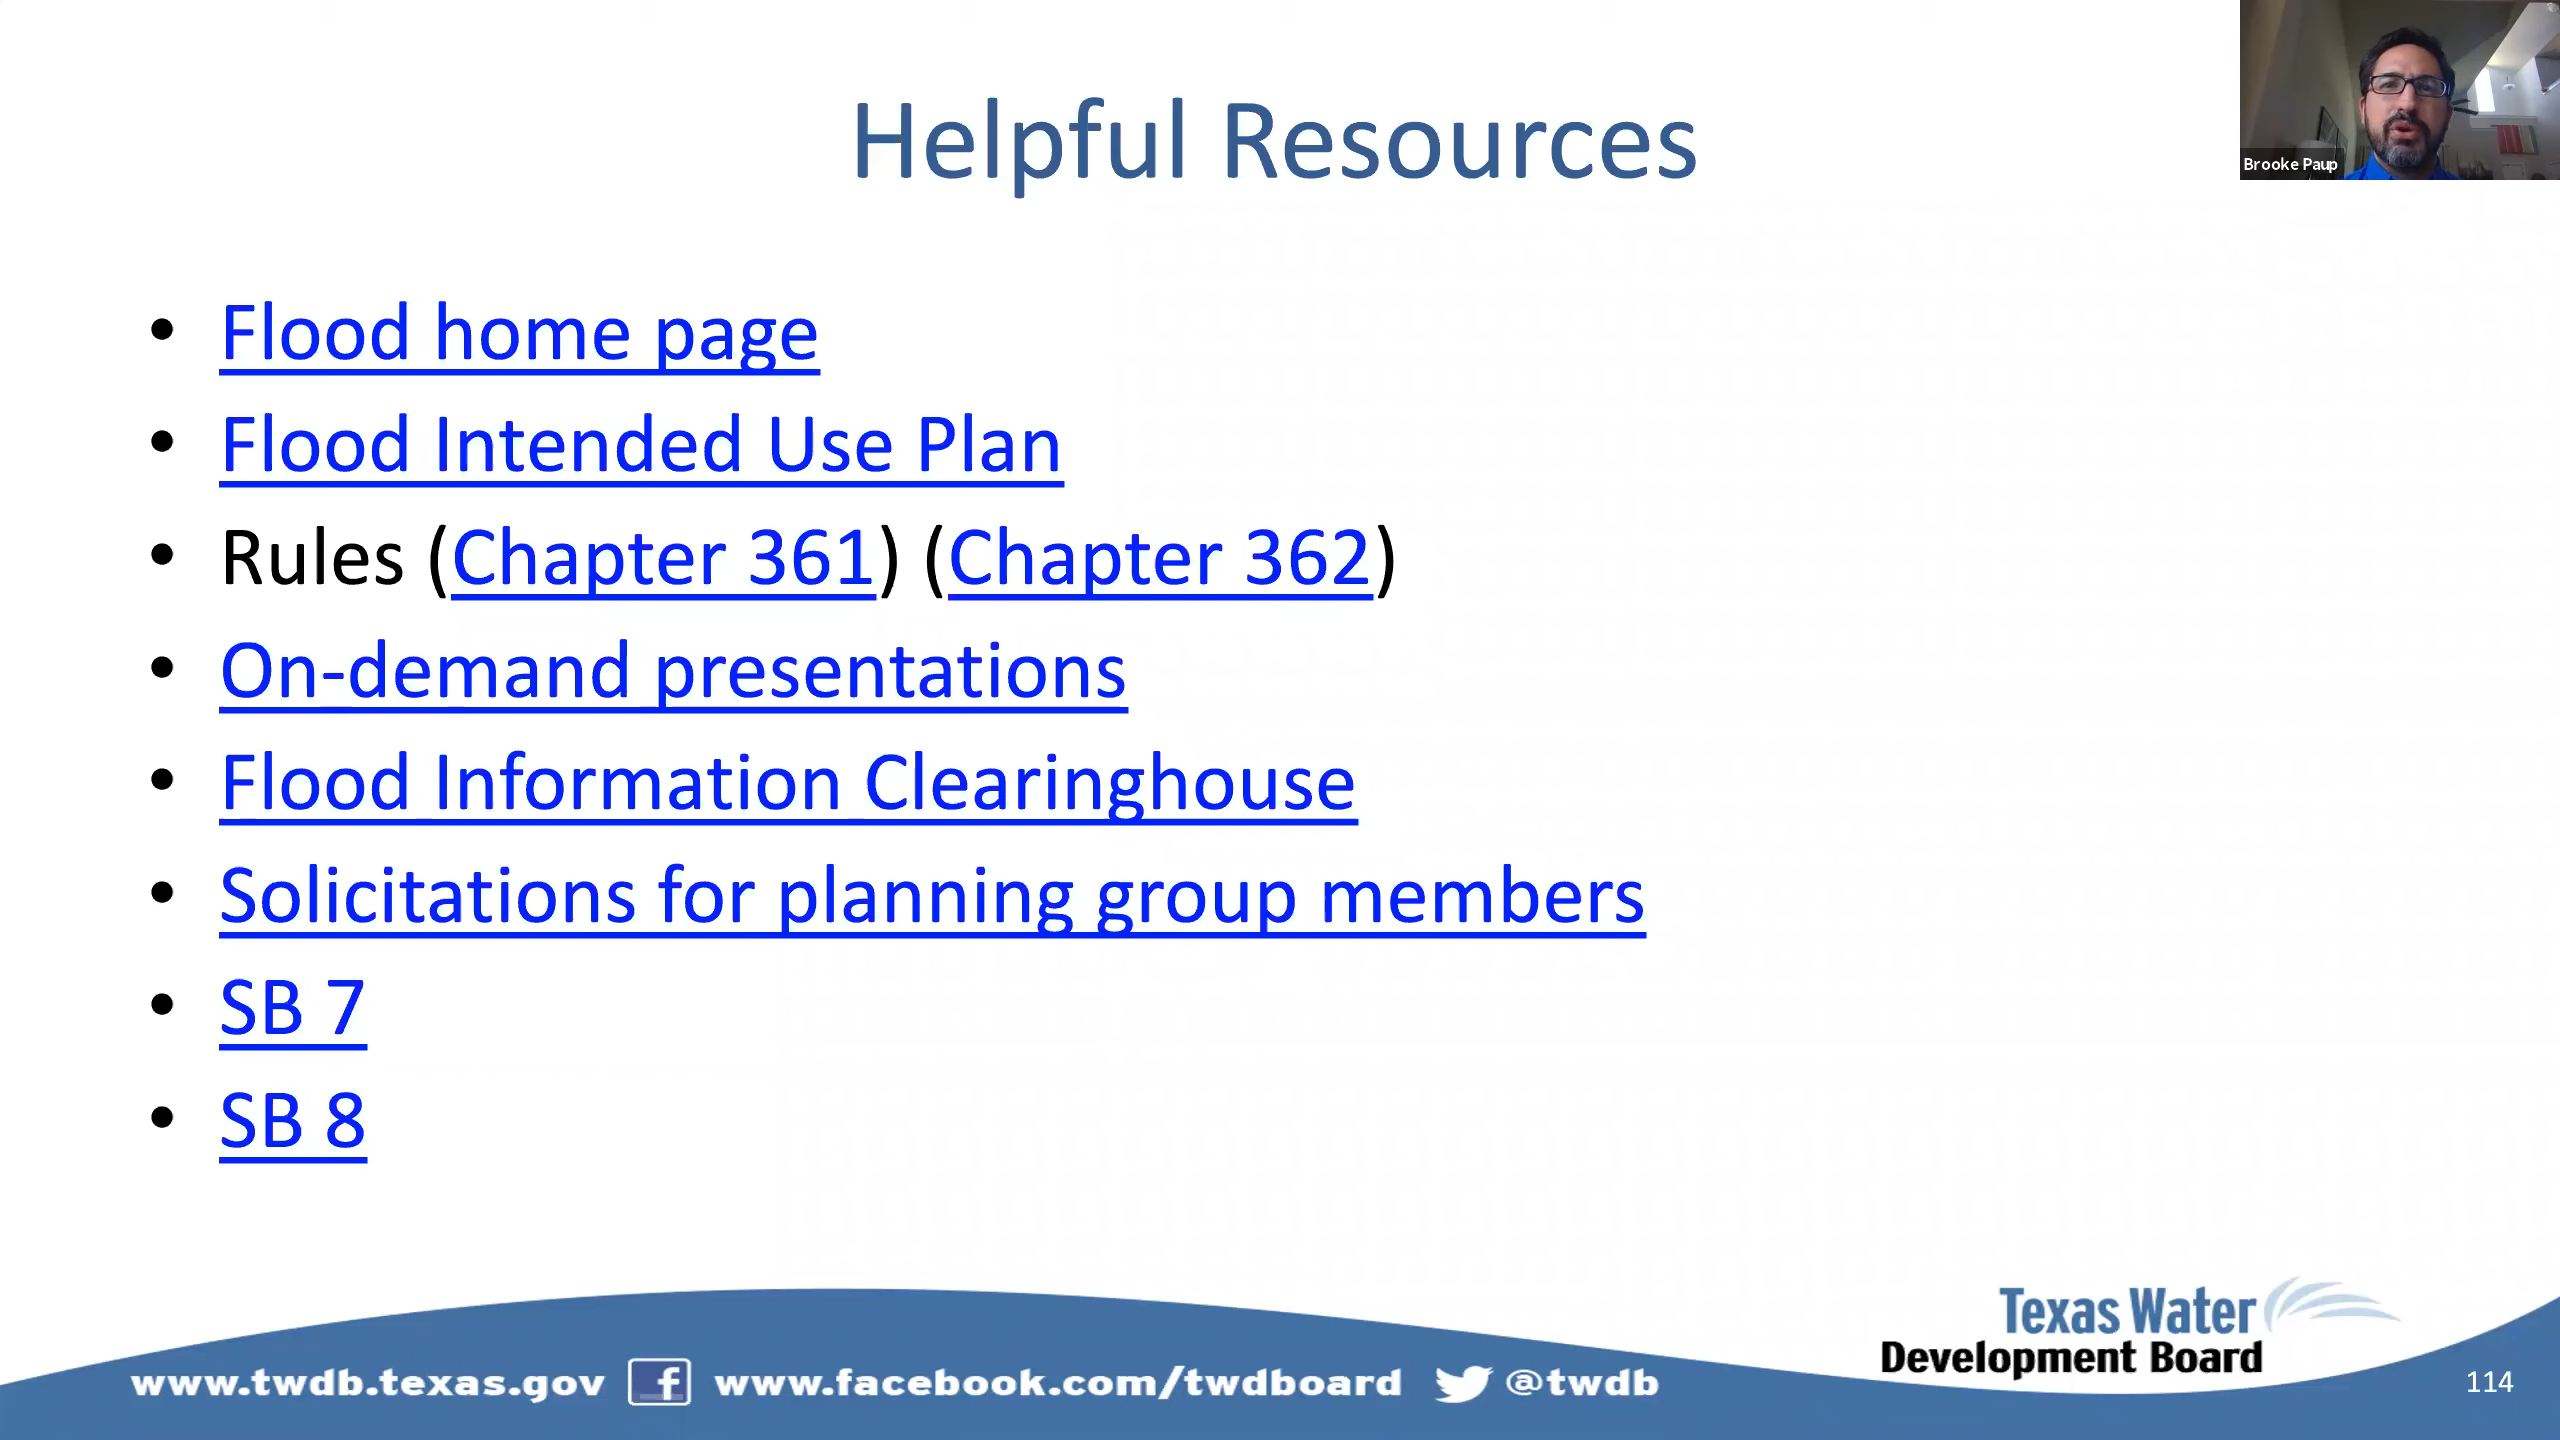 Helpful Resources
Brooke Paup
• Flood home page
• Flood Intended Use Plan
• Rules (Chapter 361) (Chapter 362)
• On-demand presentations
• Flood Information Clearinghouse
• Solicitations for planning group members
• SB 7
• SB 8
Texas Water
Development Board
www.twdb.texas.gov f www.facebook.com/twdboard @twdb
114